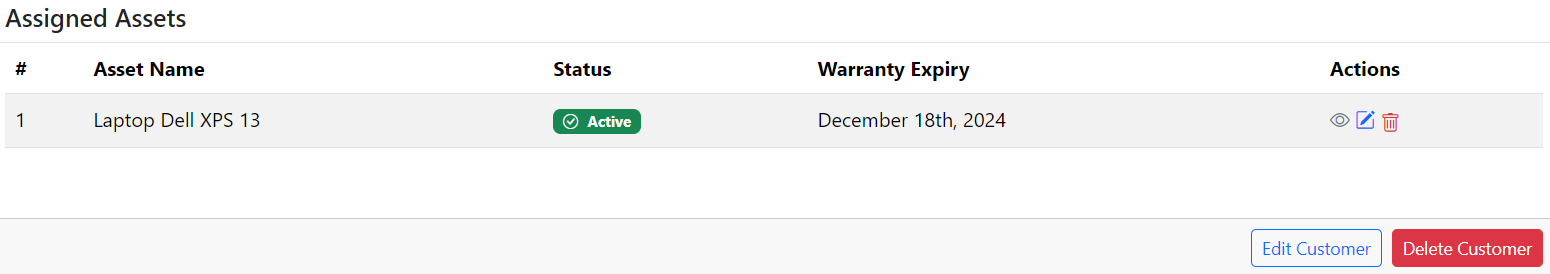 Assigned Assets
# Asset Name Status Warranty Expiry Actions
1 Laptop Dell XPS 13 Active December 18th, 2024
Edit Customer Delete Customer